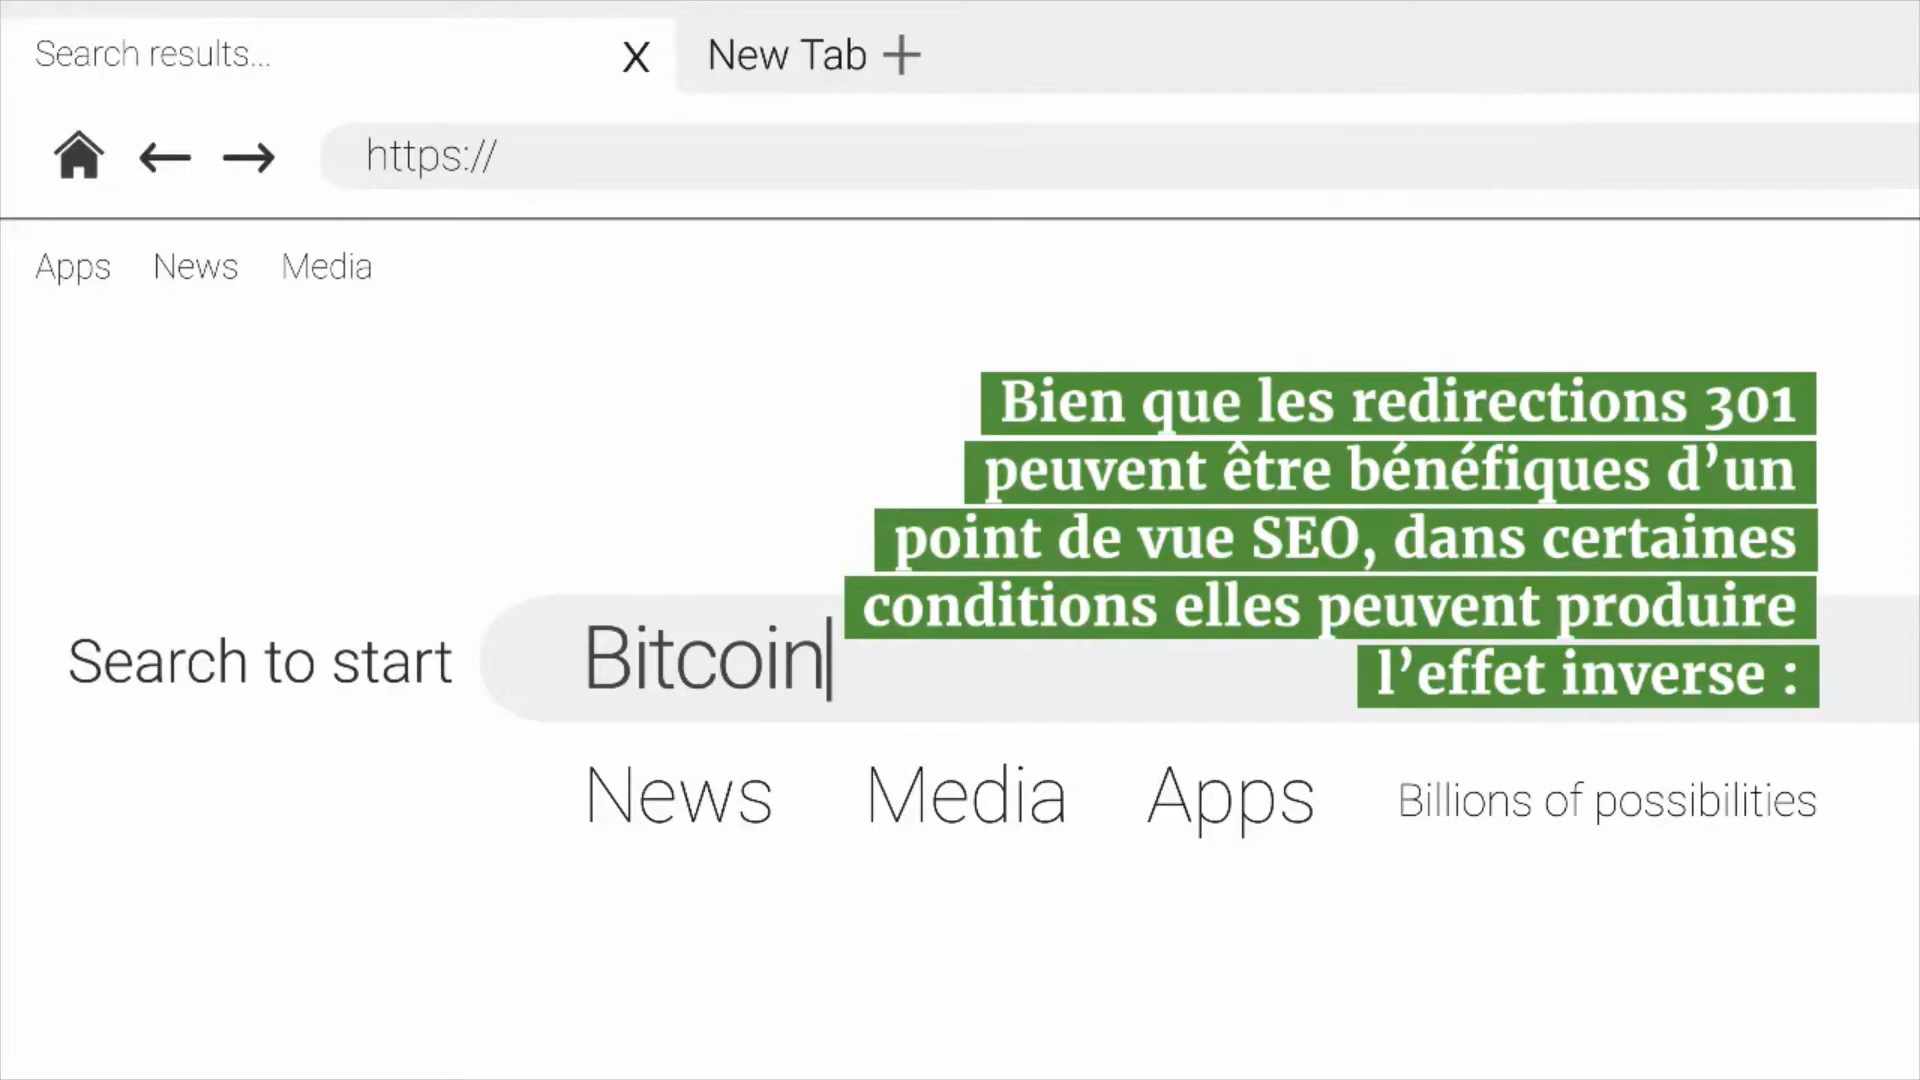 Search results...
X
New Tab +
https://
Apps News Media
Bien que les redirections 301
peuvent être bénéfiques d’un
point de vue SEO, dans certaines
conditions elles peuvent produire
l’effet inverse :
Search to start
Bitcoin
News Media Apps
Billions of possibilities